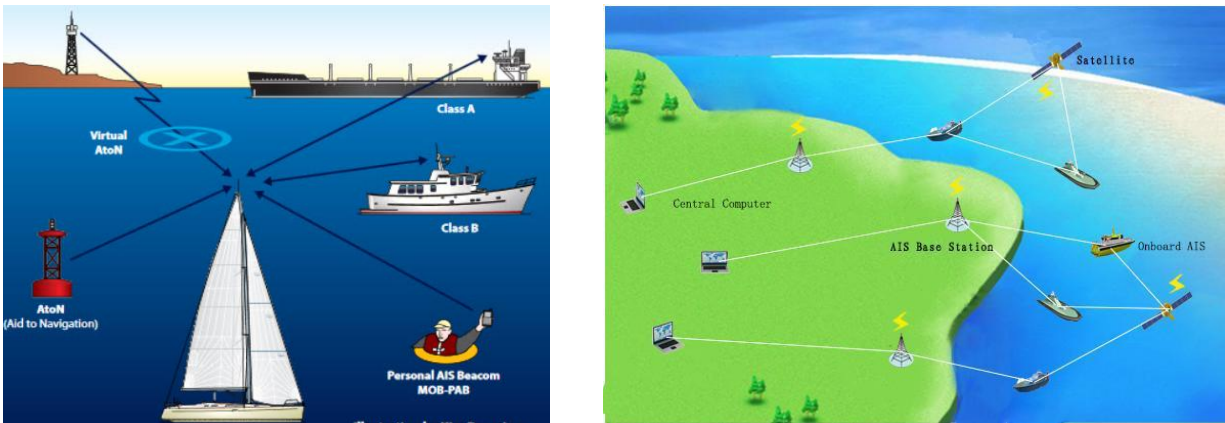 Class A
Virtual
AtoN
Class B
AtoN
(Aid to Navigation)
Personal AIS Beacom
MOB-PAB
Satellito
Central Computer
AIS Base Station
Onboard AIS